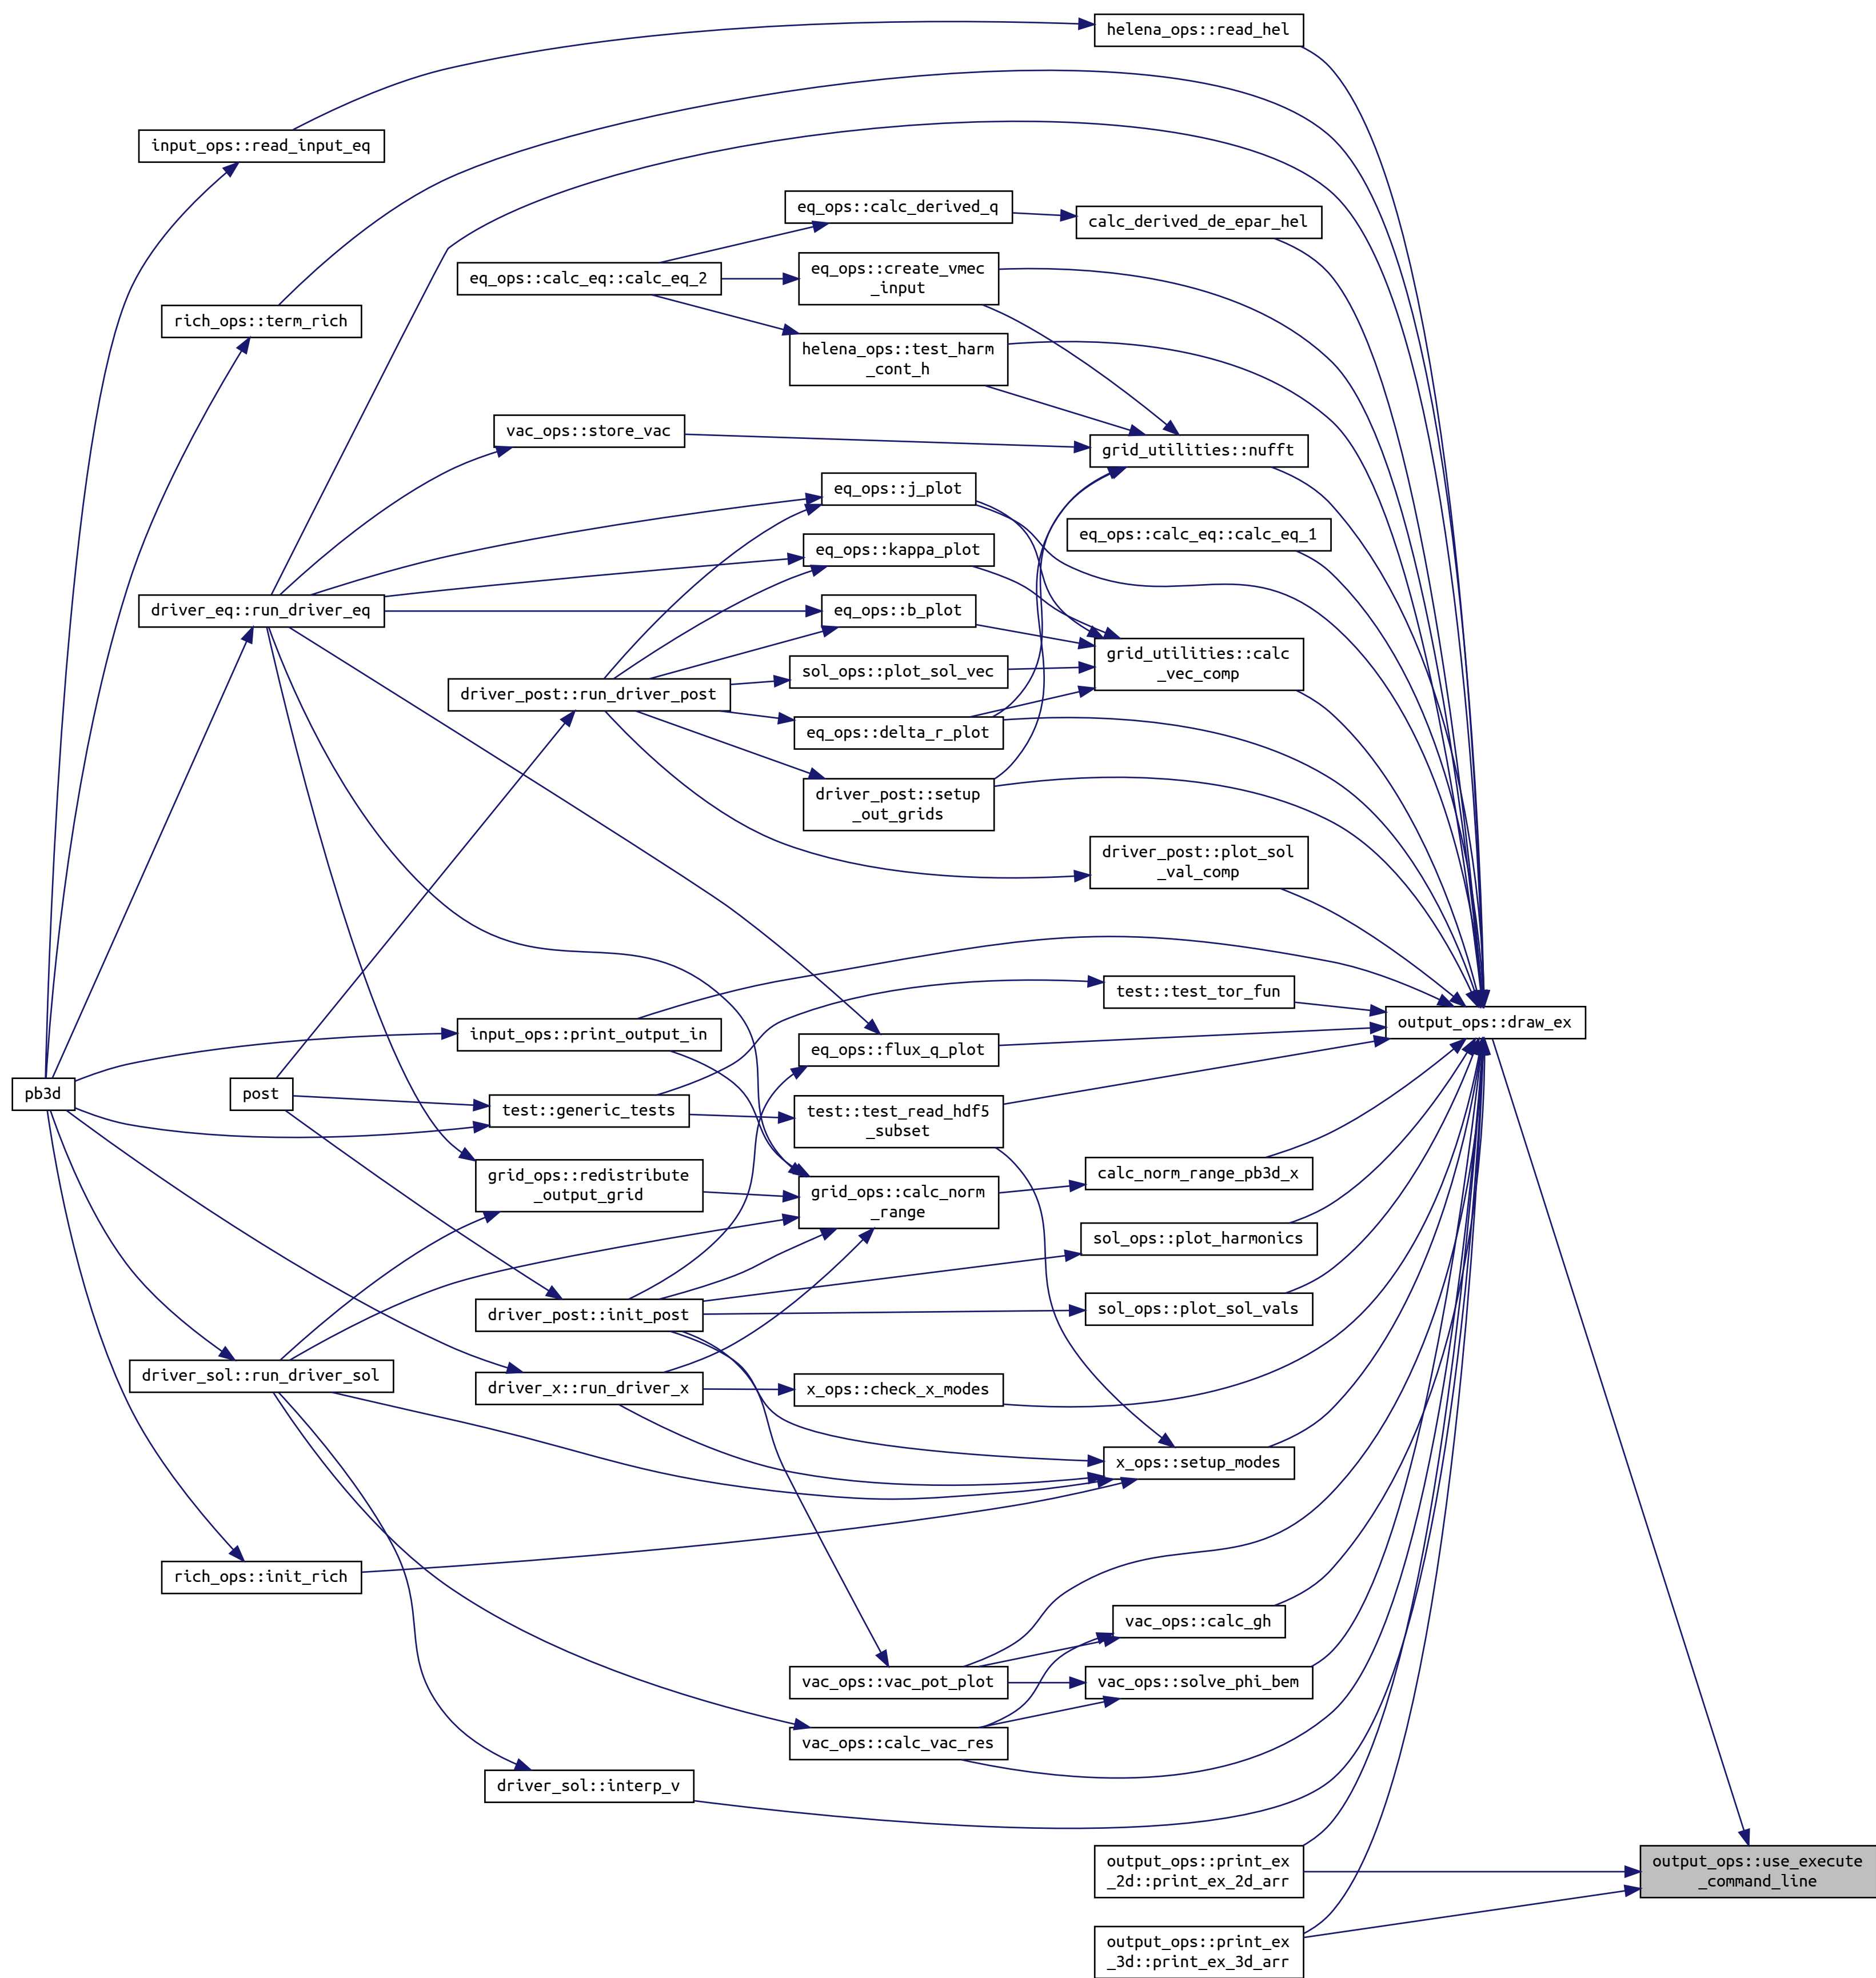 helena_ops::read_hel
input_ops::read_input_eq
eq_ops::calc_derived_q
calc_derived_de_epar_hel
eq_ops::calc_eq::calc_eq_2
eq_ops::create_vmec
_input
rich_ops::term_rich
helena_ops::test_harm
_cont_h
vac_ops::store_vac
grid_utilities::nufft
eq_ops::j_plot
eq_ops::calc_eq::calc_eq_1
eq_ops::kappa_plot
driver_eq::run_driver_eq
eq_ops::b_plot
grid_utilities::calc
_vec_comp
sol_ops::plot_sol_vec
driver_post::run_driver_post
eq_ops::delta_r_plot
driver_post::setup
_out_grids
driver_post::plot_sol
_val_comp
test::test_tor_fun
output_ops::draw_ex
input_ops::print_output_in
eq_ops::flux_q_plot
pb3d
post
test::generic_tests
test::test_read_hdf5
_subset
grid_ops::redistribute
_output_grid
grid_ops::calc_norm
_range
calc_norm_range_pb3d_x
sol_ops::plot_harmonics
driver_post::init_post
sol_ops::plot_sol_vals
driver_sol::run_driver_sol
driver_x::run_driver_x
x_ops::check_x_modes
x_ops::setup_modes
rich_ops::init_rich
vac_ops::calc_gh
vac_ops::vac_pot_plot
vac_ops::solve_phi_bem
vac_ops::calc_vac_res
driver_sol::interp_v
output_ops::print_ex
_2d::print_ex_2d_arr
output_ops::use_execute
_command_line
output_ops::print_ex
_3d::print_ex_3d_arr